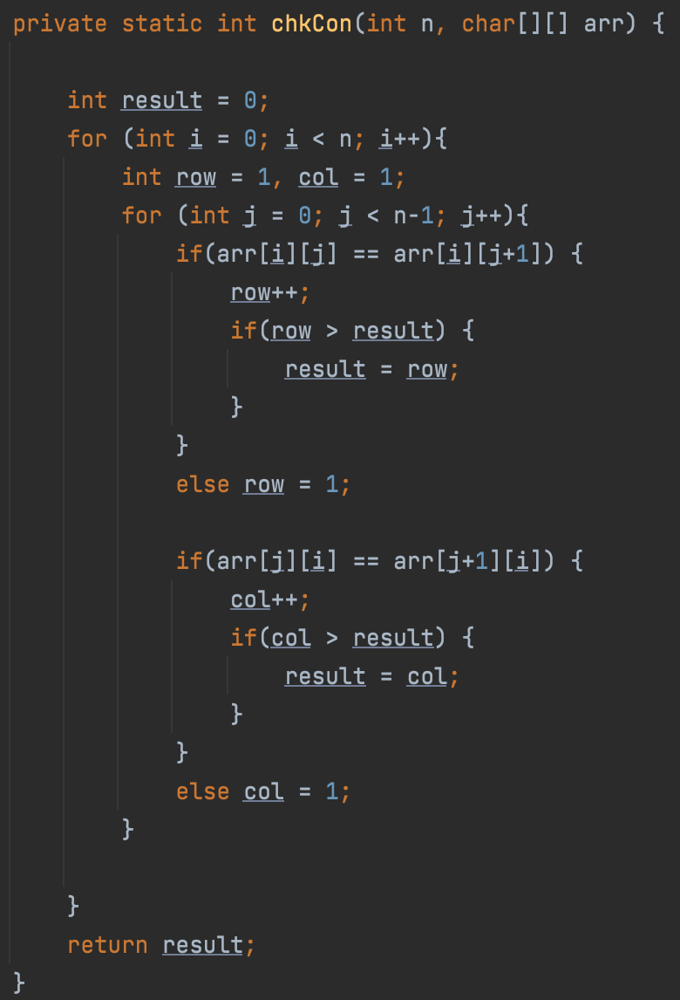 private static int chkCon(int n, char[][] arr) {
int result = 0;
for (int i = 0; i < n; i++){
int row = 1, col = 1;
for (int j = 0; j < n-1; j++){
if(arr[i][j] == arr[i][j+1]) {
row++;
if(row > result) {
result = row;
}
}
else row = 1;
if(arr[j][i] == arr[j+1][i]) {
col++;
if(col > result) {
result = col;
}
}
else col = 1;
}
}
return result;
}